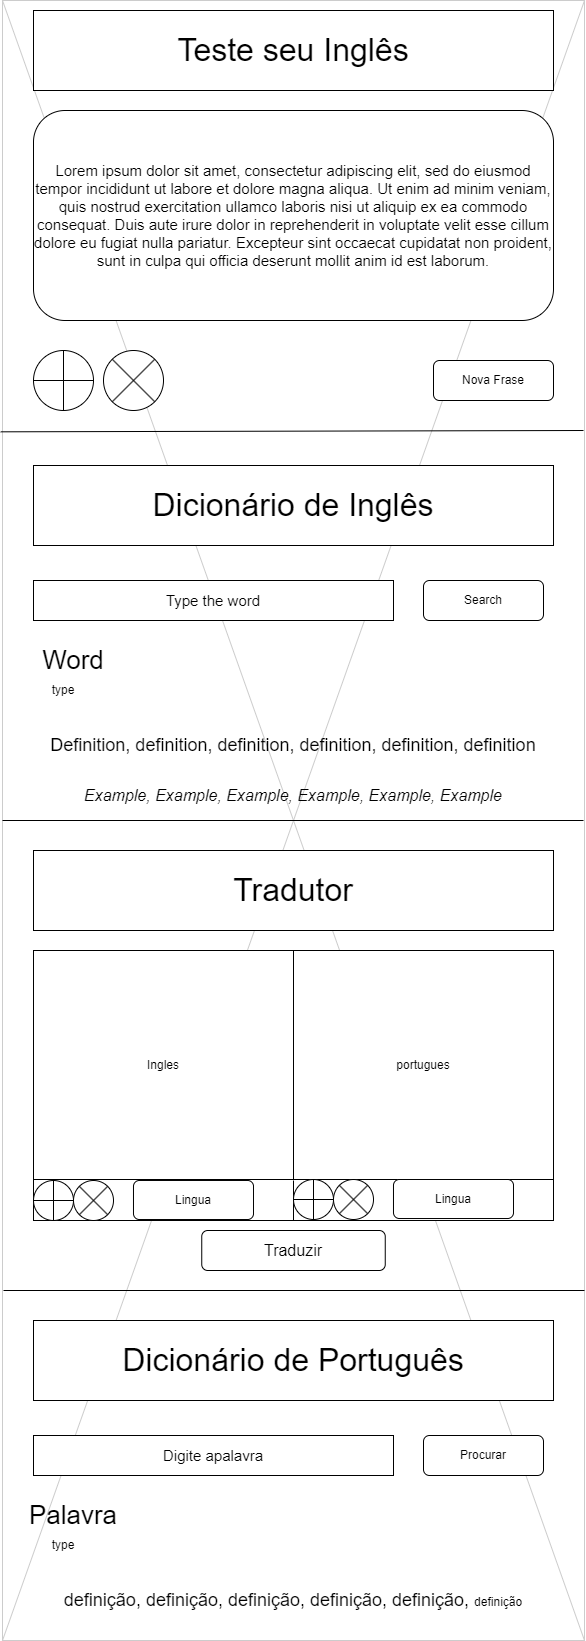 Teste seu Inglês
Lorem ipsum dolor sit amet, consectetur adipiscing elit, sed do eiusmod
tempor incididunt ut labore et dolore magna aliqua. Ut enim ad minim veniam,
quis nostrud exercitation ullamco laboris nisi ut aliquip ex ea commodo
consequat. Duis aute irure dolor in reprehenderit in voluptate velit esse cillum
dolore eu fugiat nulla pariatur. Excepteur sint occaecat cupidatat non proident,
sunt in culpa qui officia deserunt mollit anim id est laborum.
Nova Frase
Dicionário de Inglês
Type the word
Search
Word
type
Definition, definition, definition, definition, definition, definition
Example, Example, Example, Example, Example, Example
Tradutor
Ingles
portugues
Lingua
Lingua
Traduzir
Dicionário de Português
Digite apalavra
Procurar
Palavra
type
definição, definição, definição, definição, definição, definição